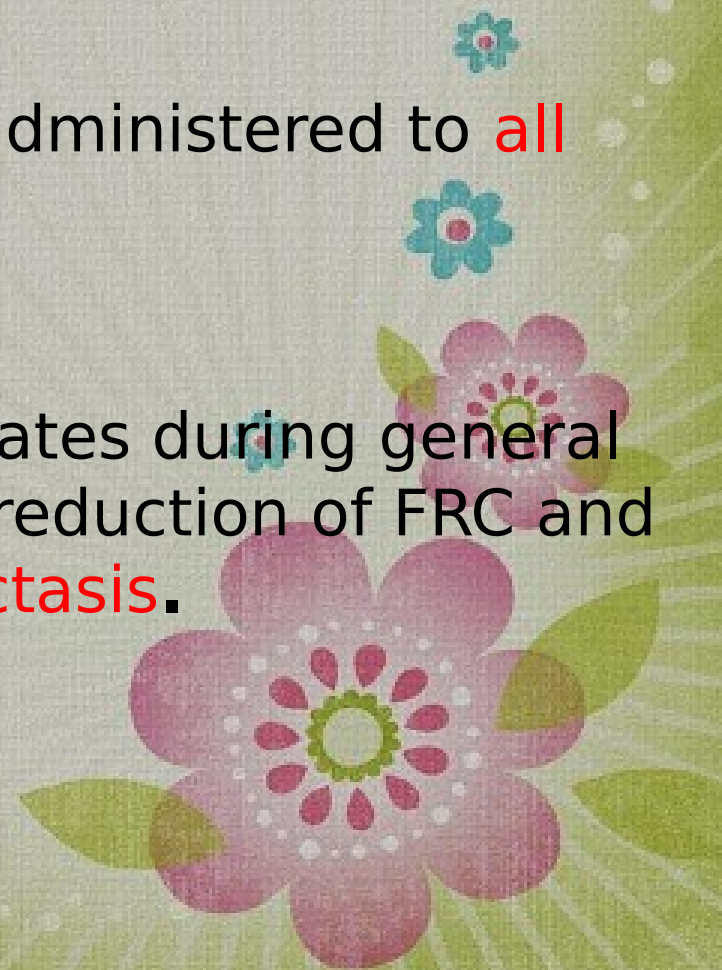 dministered to all
ates during general
reduction of FRC and
ctasis.